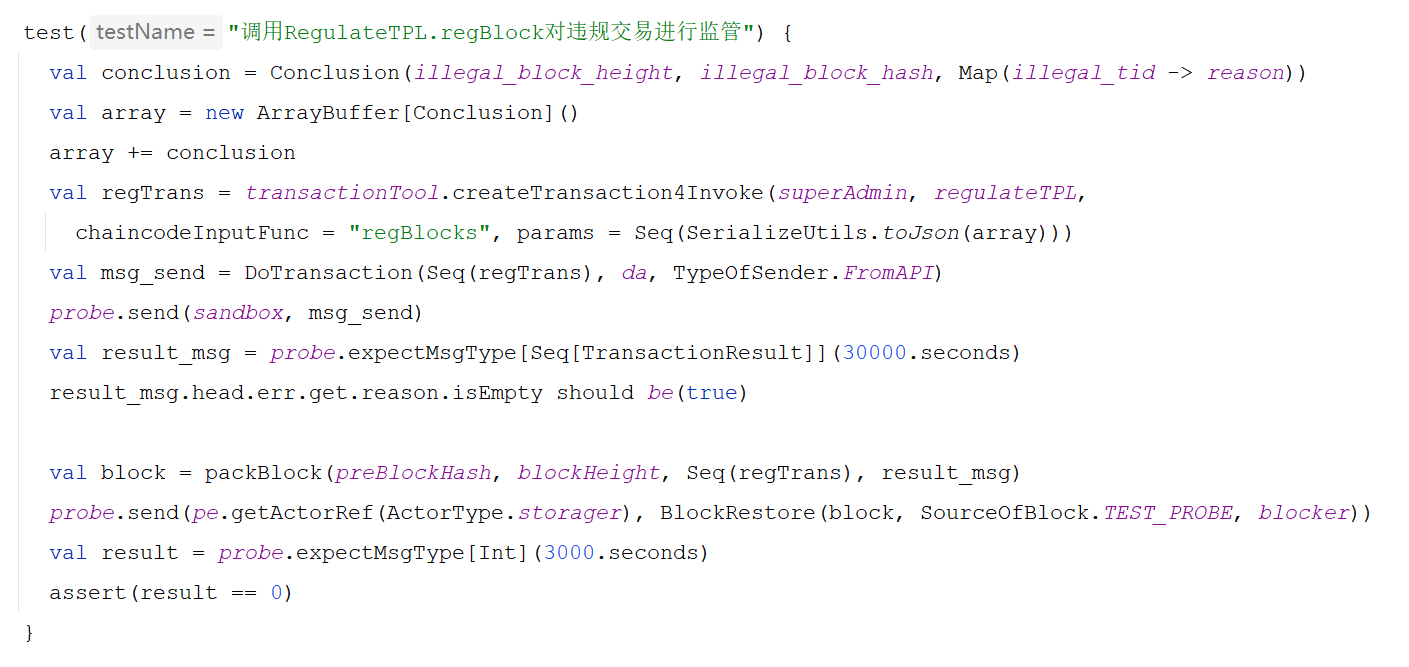 test( testName = "调用RegulateTPL.regBlock对违规交易进行监管") {
val conclusion = Conclusion(illegal_block_height, illegal_block_hash, Map(illegal_tid -> reason))
val array = new ArrayBuffer[Conclusion]()
array += conclusion
val regTrans = transactionTool.createTransaction4Invoke(superAdmin, regulateTPL,
chaincodeInputFunc = "regBlocks", params = Seq(SerializeUtils.toJson(array)))
val msg_send = DoTransaction(Seq(regTrans), da, TypeOfSender.FromAPI)
probe.send(sandbox, msg_send)
val result_msg = probe.expectMsgType[Seq[TransactionResult]](30000.seconds)
result_msg.head.err.get.reason.isEmpty should be(true)
val block = packBlock(preBlockHash, blockHeight, Seq(regTrans), result_msg)
probe.send(pe.getActorRef(ActorType.storager), BlockRestore(block, SourceOfBlock.TEST_PROBE, blocker))
val result = probe.expectMsgType[Int](3000.seconds)
assert(result == 0)
}